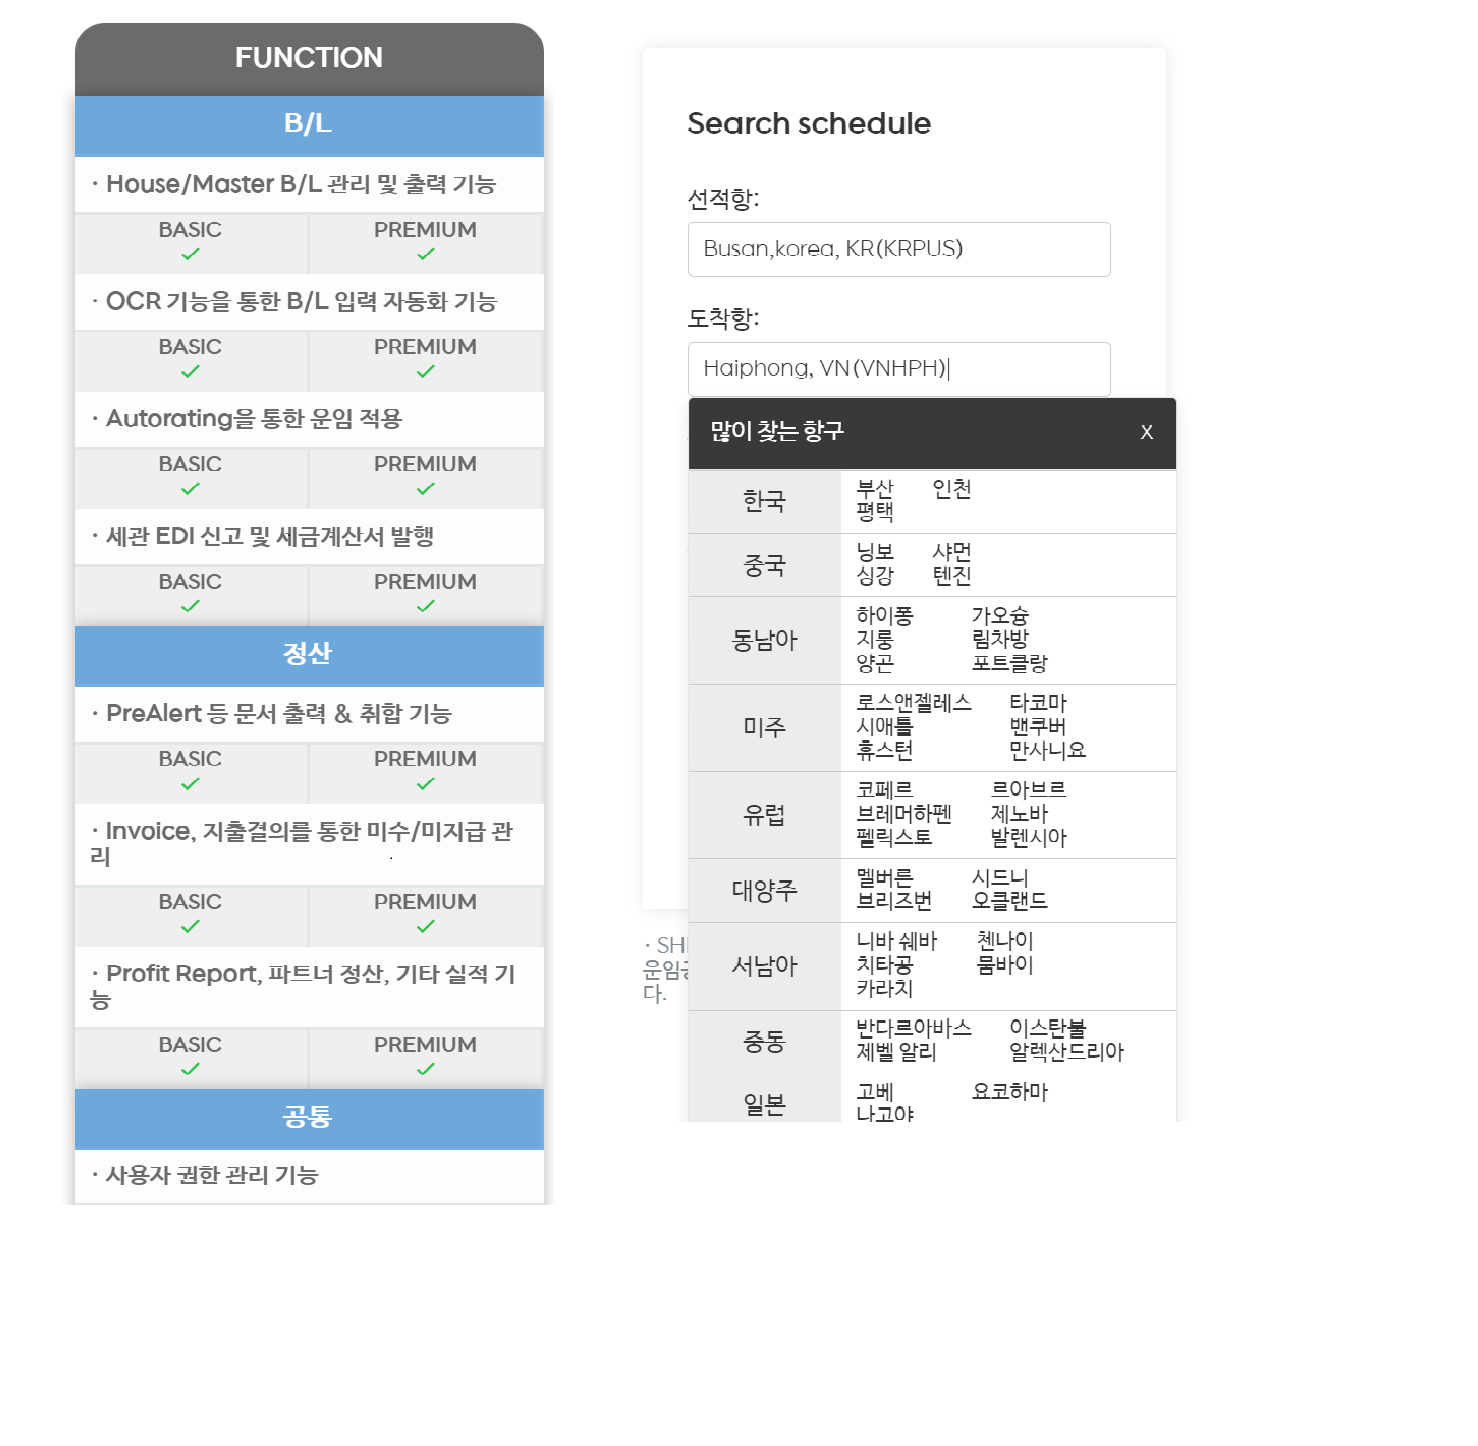 FUNCTION
B/L
· House/Master B/L 관리 및 출력 기능
BASIC PREMIUM
· OCR 기능을 통한 B/L 입력 자동화 기능
BASIC PREMIUM
· Autorating을 통한 운임 적용
BASIC PREMIUM
· 세관 EDI 신고 및 세금계산서 발행
BASIC PREMIUM
정산
· PreAlert 등 문서 출력 & 취합 기능
BASIC PREMIUM
· Invoice, 지출결의를 통한 미수/미지급 관
리
BASIC PREMIUM
· Profit Report, 파트너 정산, 기타 실적 기
능
BASIC PREMIUM
공통
· 사용자 권한 관리 기능
Search schedule
선적항:
Busan,korea, KR(KRPUS)
도착항:
Haiphong, VN(VNHPH)
많이 찾는 항구 X
한국
부산 인천
평택
중국
닝보 샤먼
싱강 텐진
동남아
하이퐁 가오슝
지룽 림차방
양곤 포트클랑
미주
로스앤젤레스 타코마
시애틀 밴쿠버
휴스턴 만사니요
유럽
코페르 르아브르
브레머하펜 제노바
펠릭스토 발렌시아
대양주
멜버른 시드니
브리즈번 오클랜드
서남아
니바 쉐바 첸나이
치타공 뭄바이
카라치
중동
반다르아바스 이스탄불
제벨 알리 알렉산드리아
일본
고베 요코하마
나고야
· SH
운임
다.